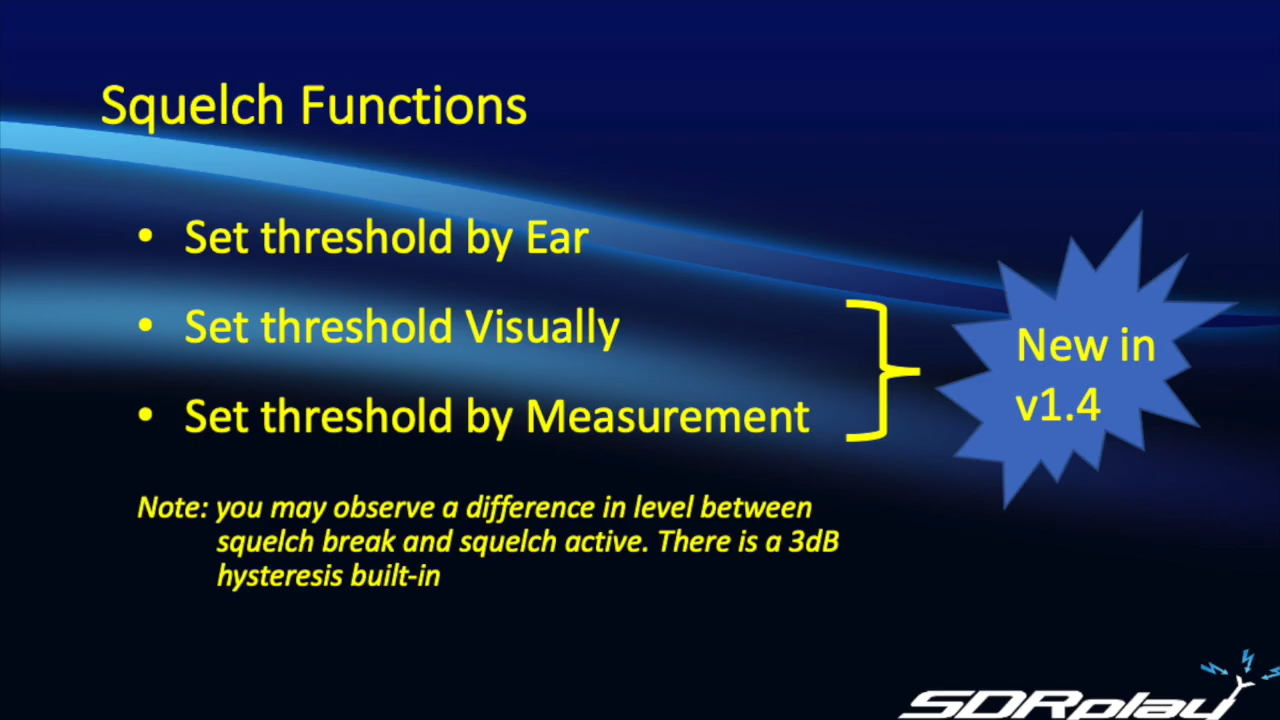 Squelch Functions
• Set threshold by Ear
• Set threshold Visually
• Set threshold by Measurement
New in
v1.4
Note: you may observe a difference in level between
squelch break and squelch active. There is a 3dB
hysteresis built-in
SDRplay